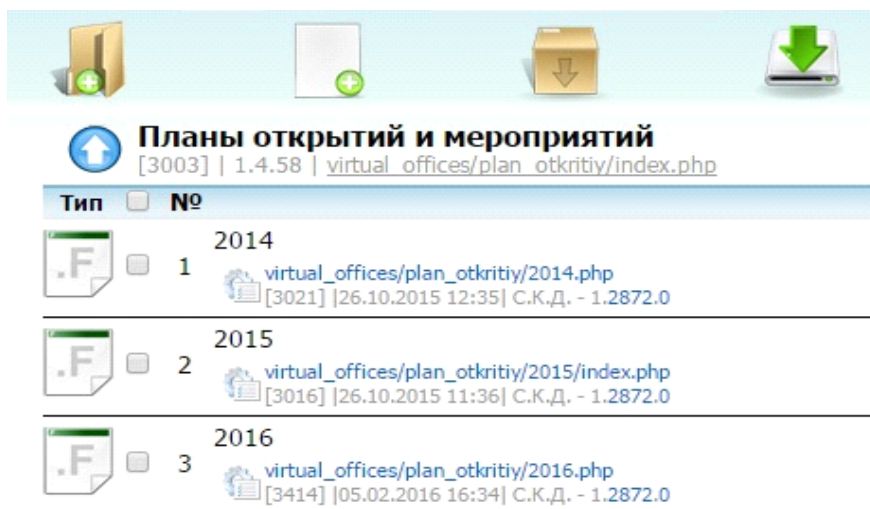 Планы открытий и мероприятий
[3003] | 1.4.58 | virtual_offices/plan_otkritiy/index.php
Тип №
.F 1 2014
virtual_offices/plan_otkritiy/2014.php
[3021] |26.10.2015 12:35| С.К.Д. - 1.2872.0
.F 2 2015
virtual_offices/plan_otkritiy/2015/index.php
[3016] |26.10.2015 11:36| С.К.Д. - 1.2872.0
.F 3 2016
virtual_offices/plan_otkritiy/2016.php
[3414] |05.02.2016 16:34| С.К.Д. - 1.2872.0